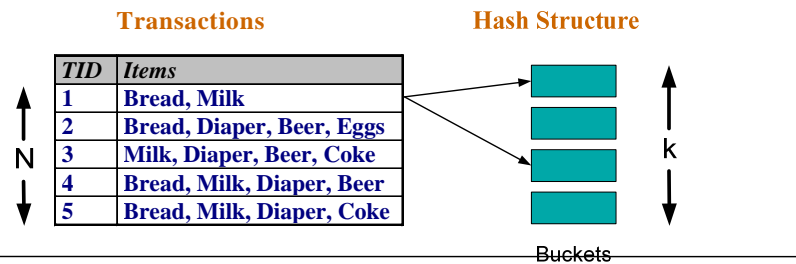 Transactions
Hash Structure
TID Items
1 Bread, Milk
2 Bread, Diaper, Beer, Eggs
3 Milk, Diaper, Beer, Coke
4 Bread, Milk, Diaper, Beer
5 Bread, Milk, Diaper, Coke
N
k
Buckets